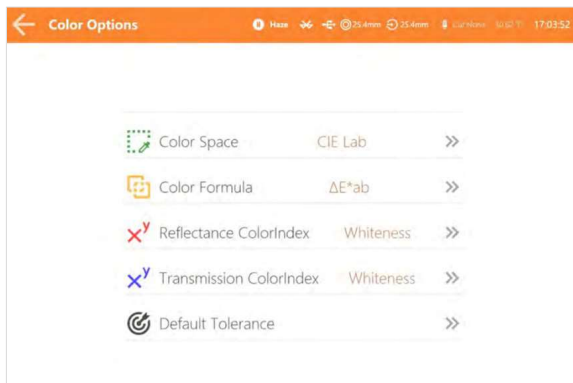 Color Options Haze 25.4mm 25.4mm 17:03:52
Color Space CIE Lab
Color Formula ΔE*ab
Reflectance ColorIndex Whiteness
Transmission ColorIndex Whiteness
Default Tolerance